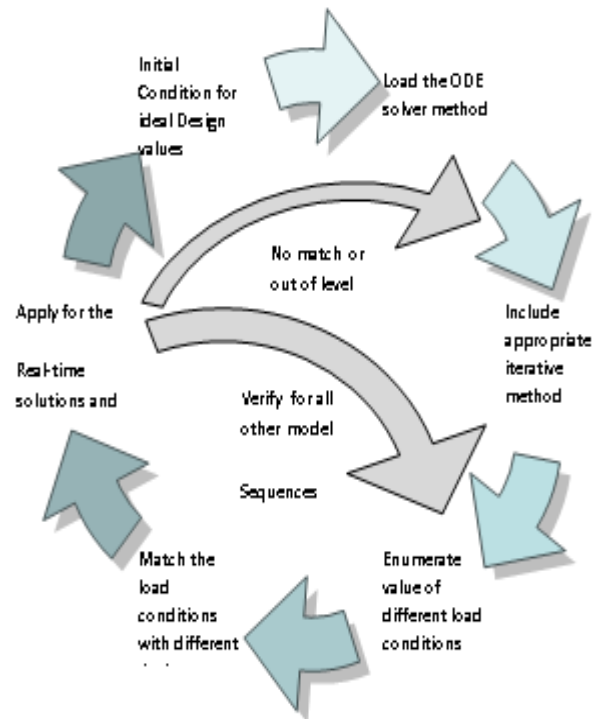 Initial
Condition for
ideal Design
values
Load the ODE
solver method
No match or
out of level
Include
appropriate
iterative
method
Apply for the
Real-time
solutions and
Verify for all
other model
Sequences
Enumerate
value of
different load
conditions
Match the
load
conditions
with different